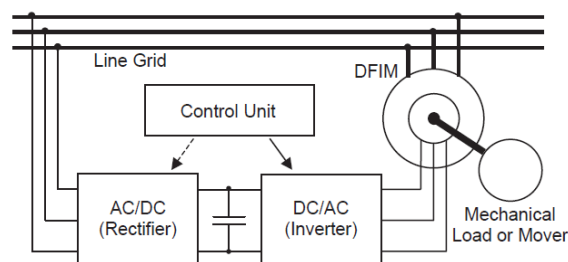 Line Grid
DFIM
Control Unit
AC/DC
(Rectifier)
DC/AC
(Inverter)
Mechanical
Load or Mover